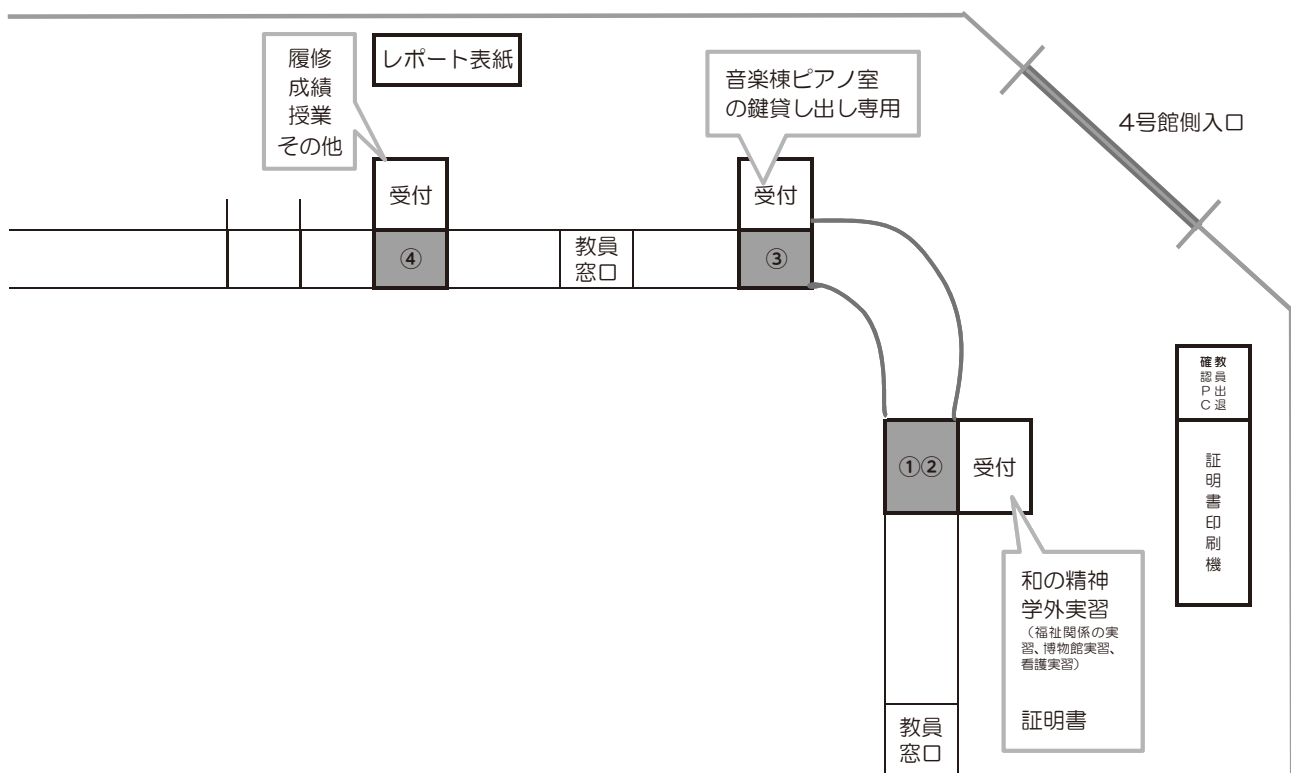 履修
成績
授業
その他
レポート表紙
音楽棟ピアノ室
の鍵貸し出し専用
4号館側入口
受付
受付
④
教員
窓口
③
教員出退
確認PC
①②
受付
証明書印刷機
和の精神
学外実習
（福祉関係の実
習、博物館実習、
看護実習）
証明書
教員
窓口